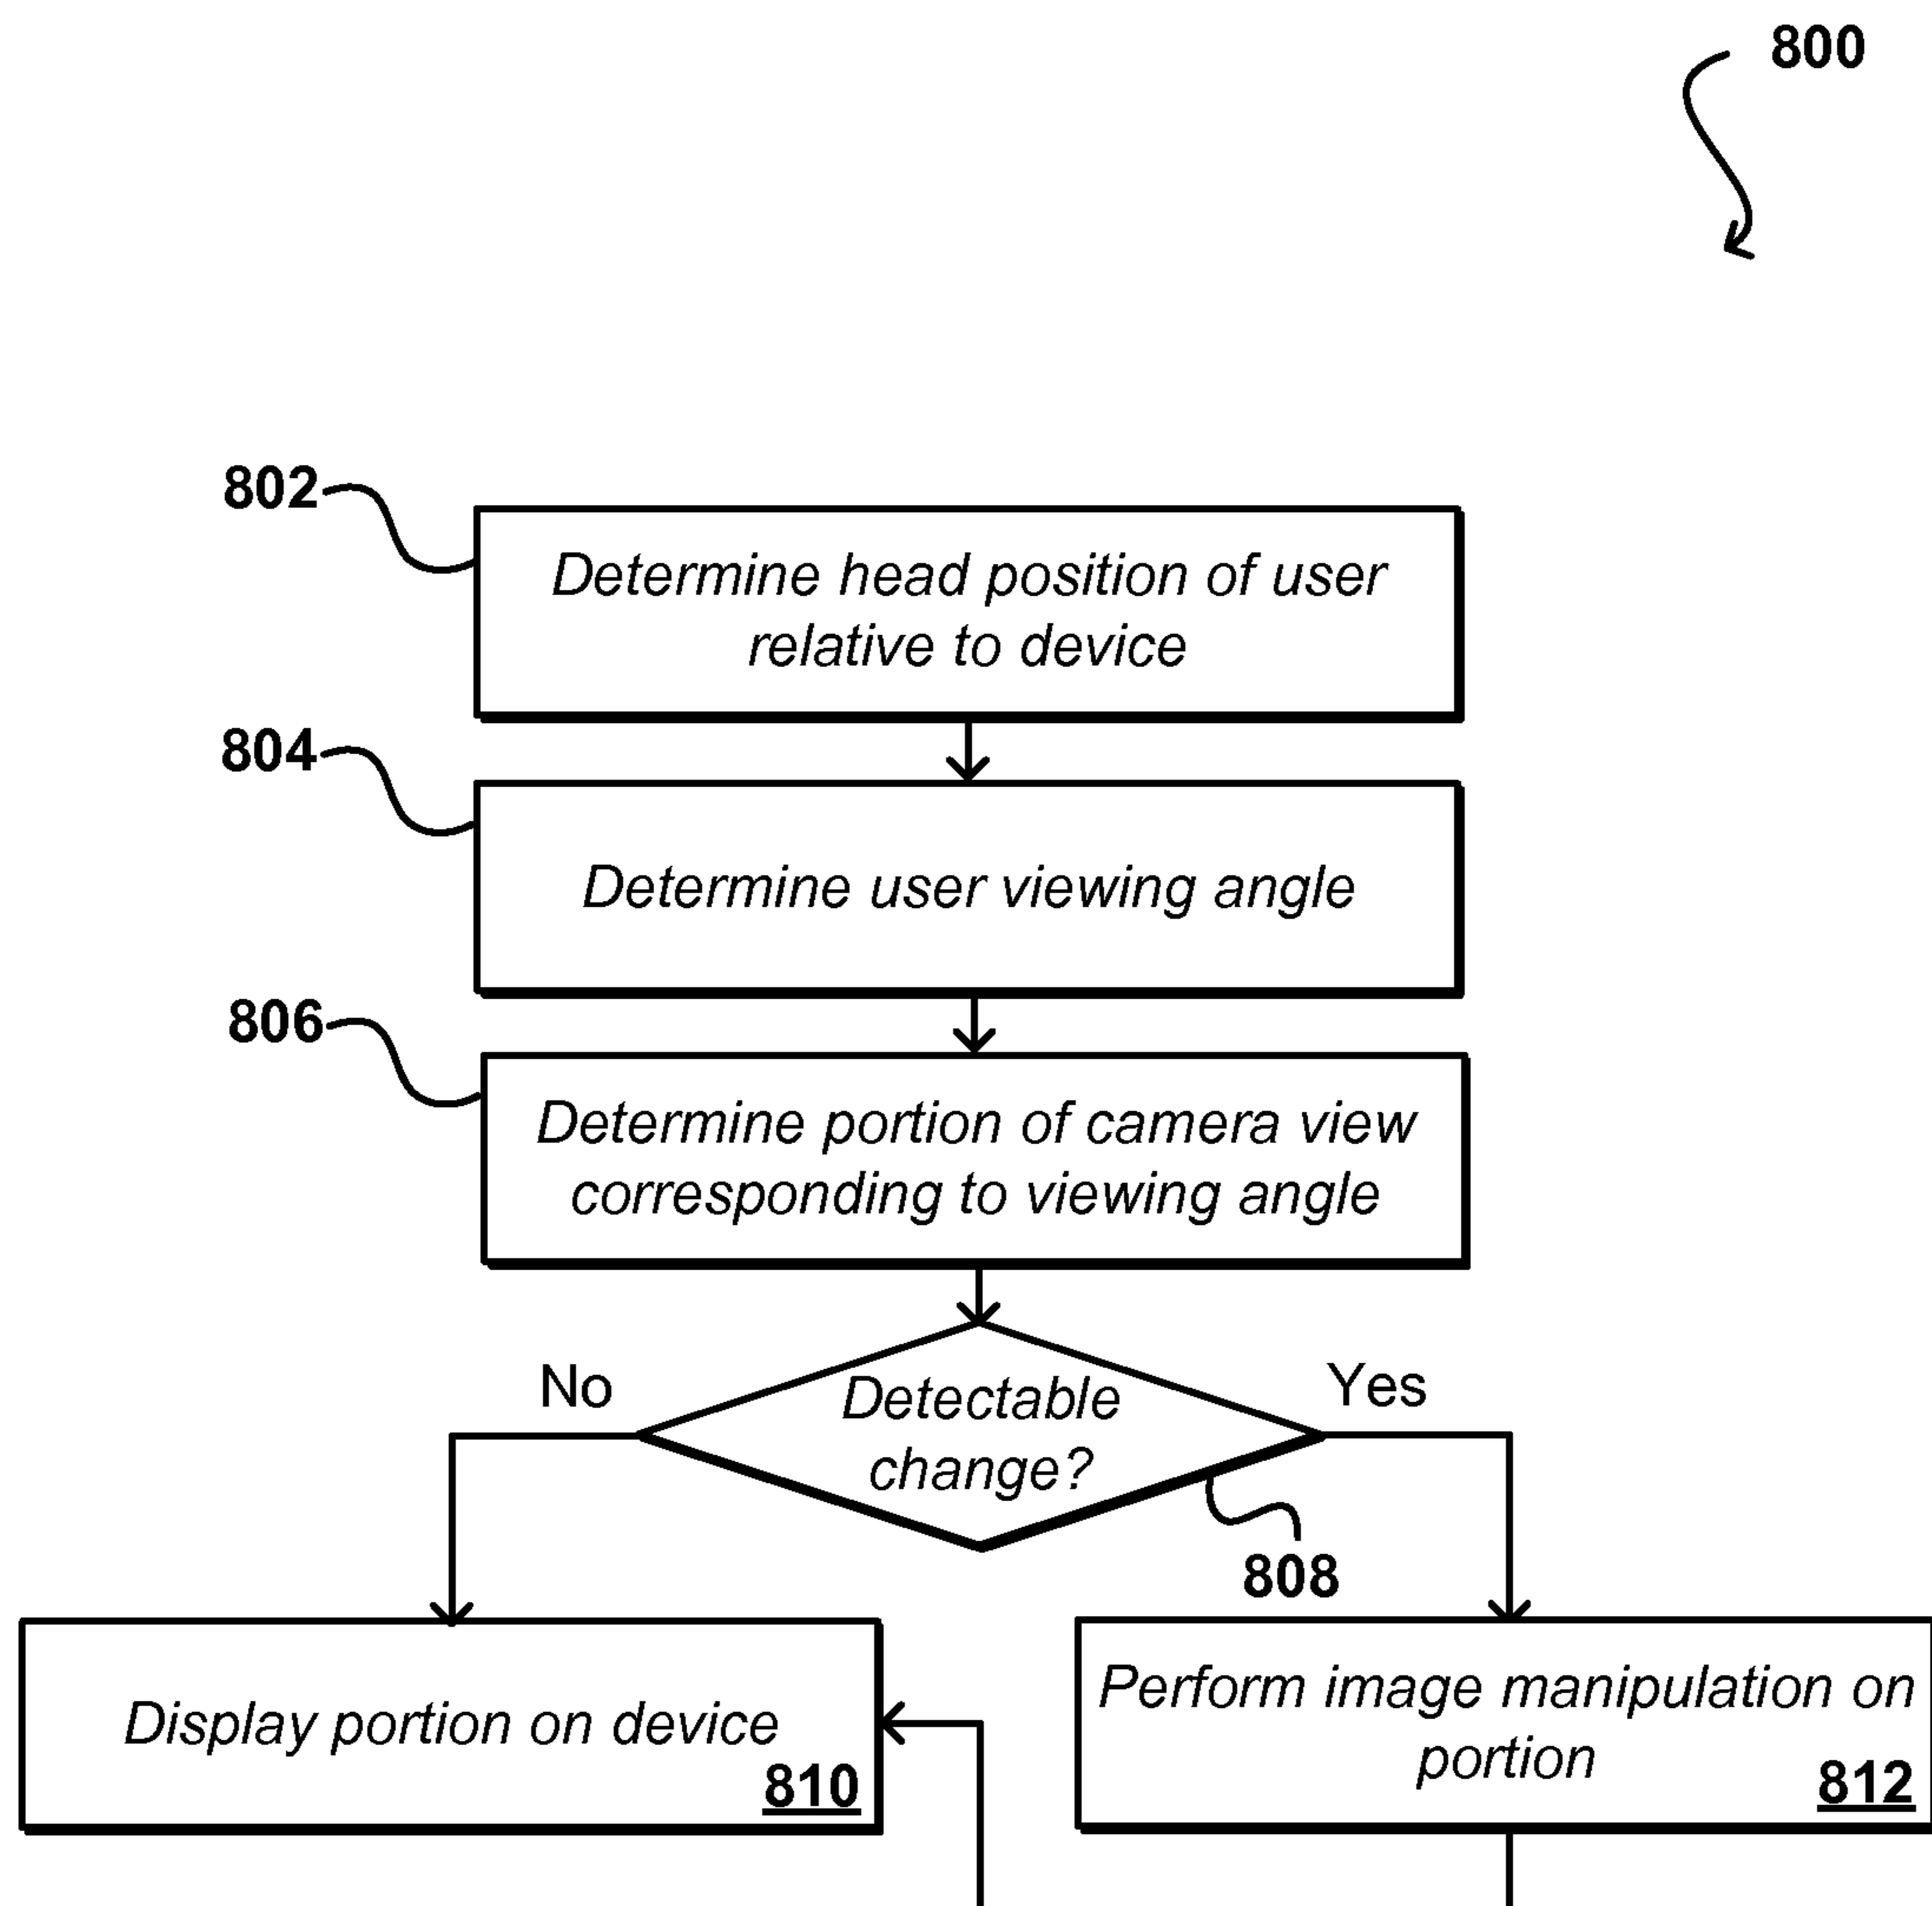 800
802
Determine head position of user
relative to device
804
Determine user viewing angle
806
Determine portion of camera view
corresponding to viewing angle
No
Detectable
change?
Yes
808
Display portion on device
810
Perform image manipulation on
portion
812